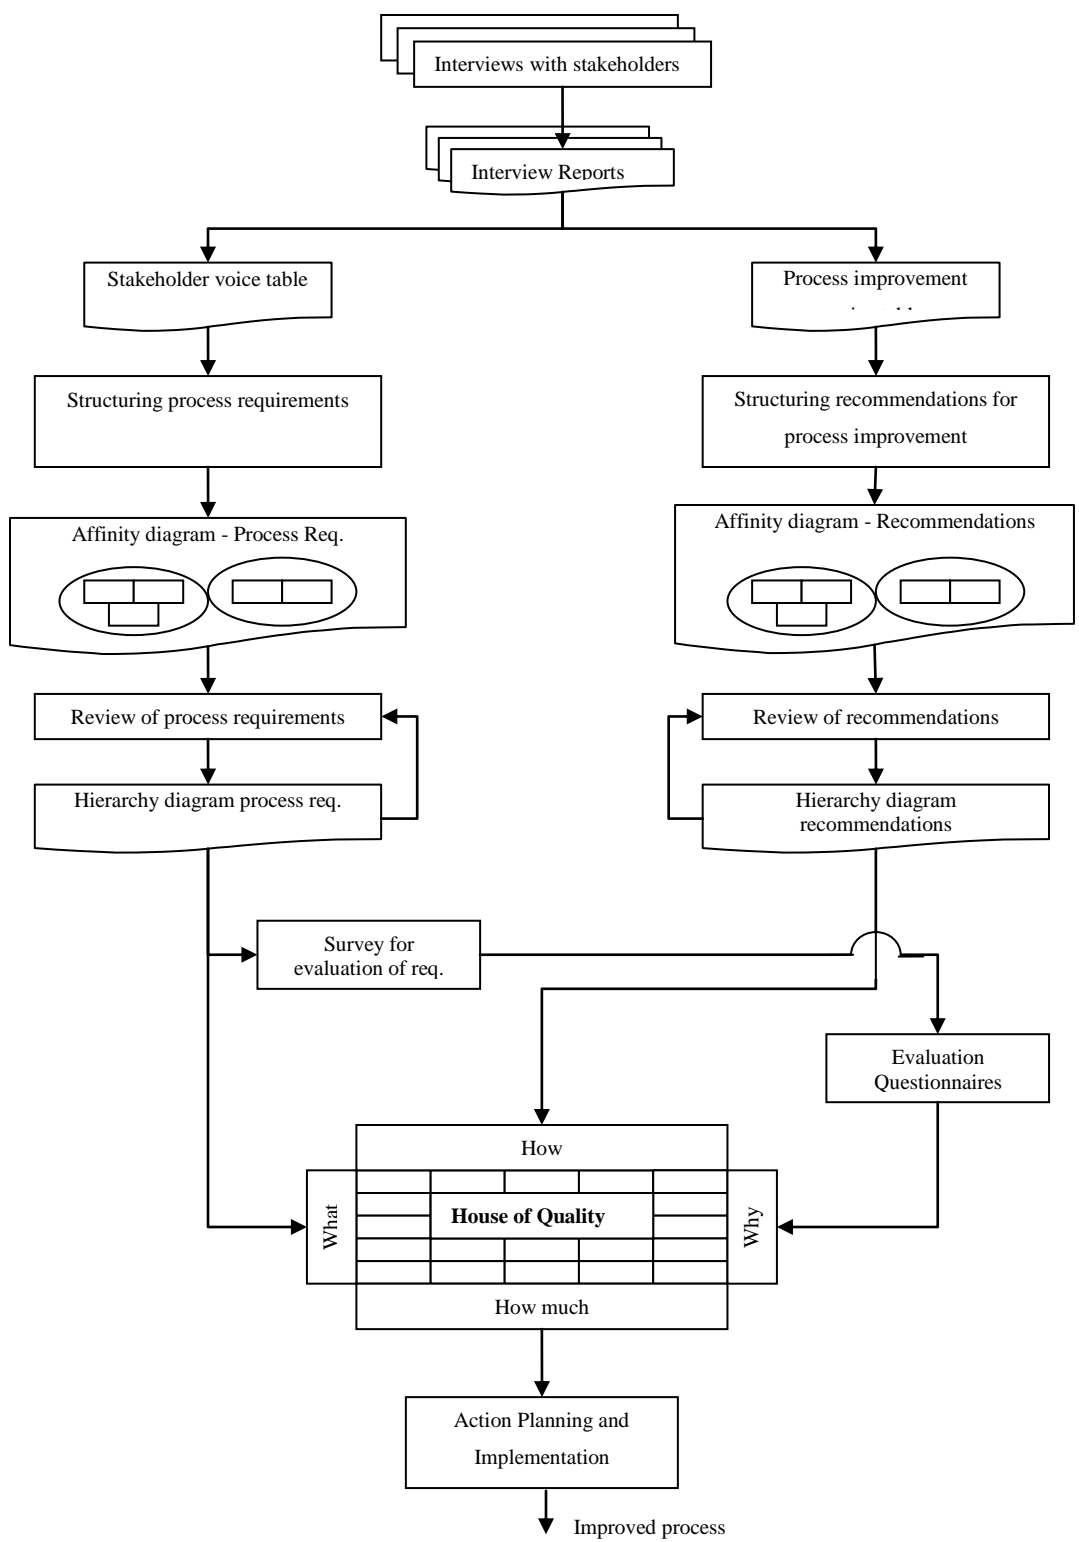 Interviews with stakeholders
Interview Reports
Stakeholder voice table
Process improvement
Structuring process requirements
Structuring recommendations for
process improvement
Affinity diagram - Process Req.
Affinity diagram - Recommendations
Review of process requirements
Review of recommendations
Hierarchy diagram process req.
Hierarchy diagram
recommendations
Survey for
evaluation of req.
Evaluation
Questionnaires
How
What
House of Quality
Why
How much
Action Planning and
Implementation
Improved process